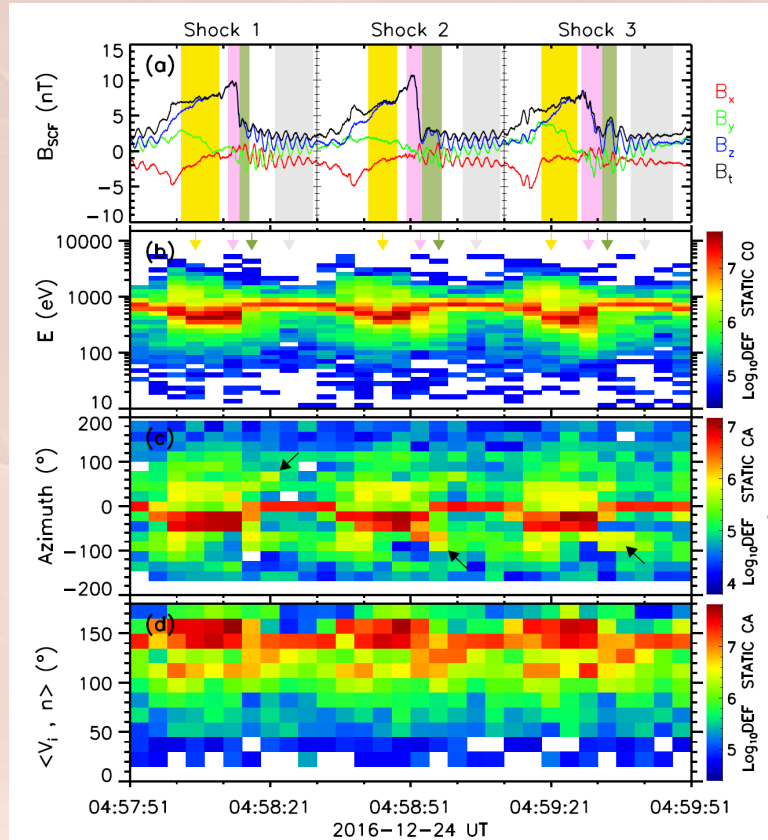 Shock 1 Shock 2 Shock 3
(a)
15
10
5
0
−5
−10
B_SCF (nT)
B_x
B_y
B_z
B_t
(b)
10000
1000
100
10
E (eV)
7
6
5
Log₁₀DEF STATIC C0
(c)
200
100
0
−100
−200
Azimuth (°)
7
6
5
4
Log₁₀DEF STATIC CA
(d)
150
100
50
0
<V_i , n> (°)
7
6
5
Log₁₀DEF STATIC CA
04:57:51 04:58:21 04:58:51 04:59:21 04:59:51
2016−12−24 UT